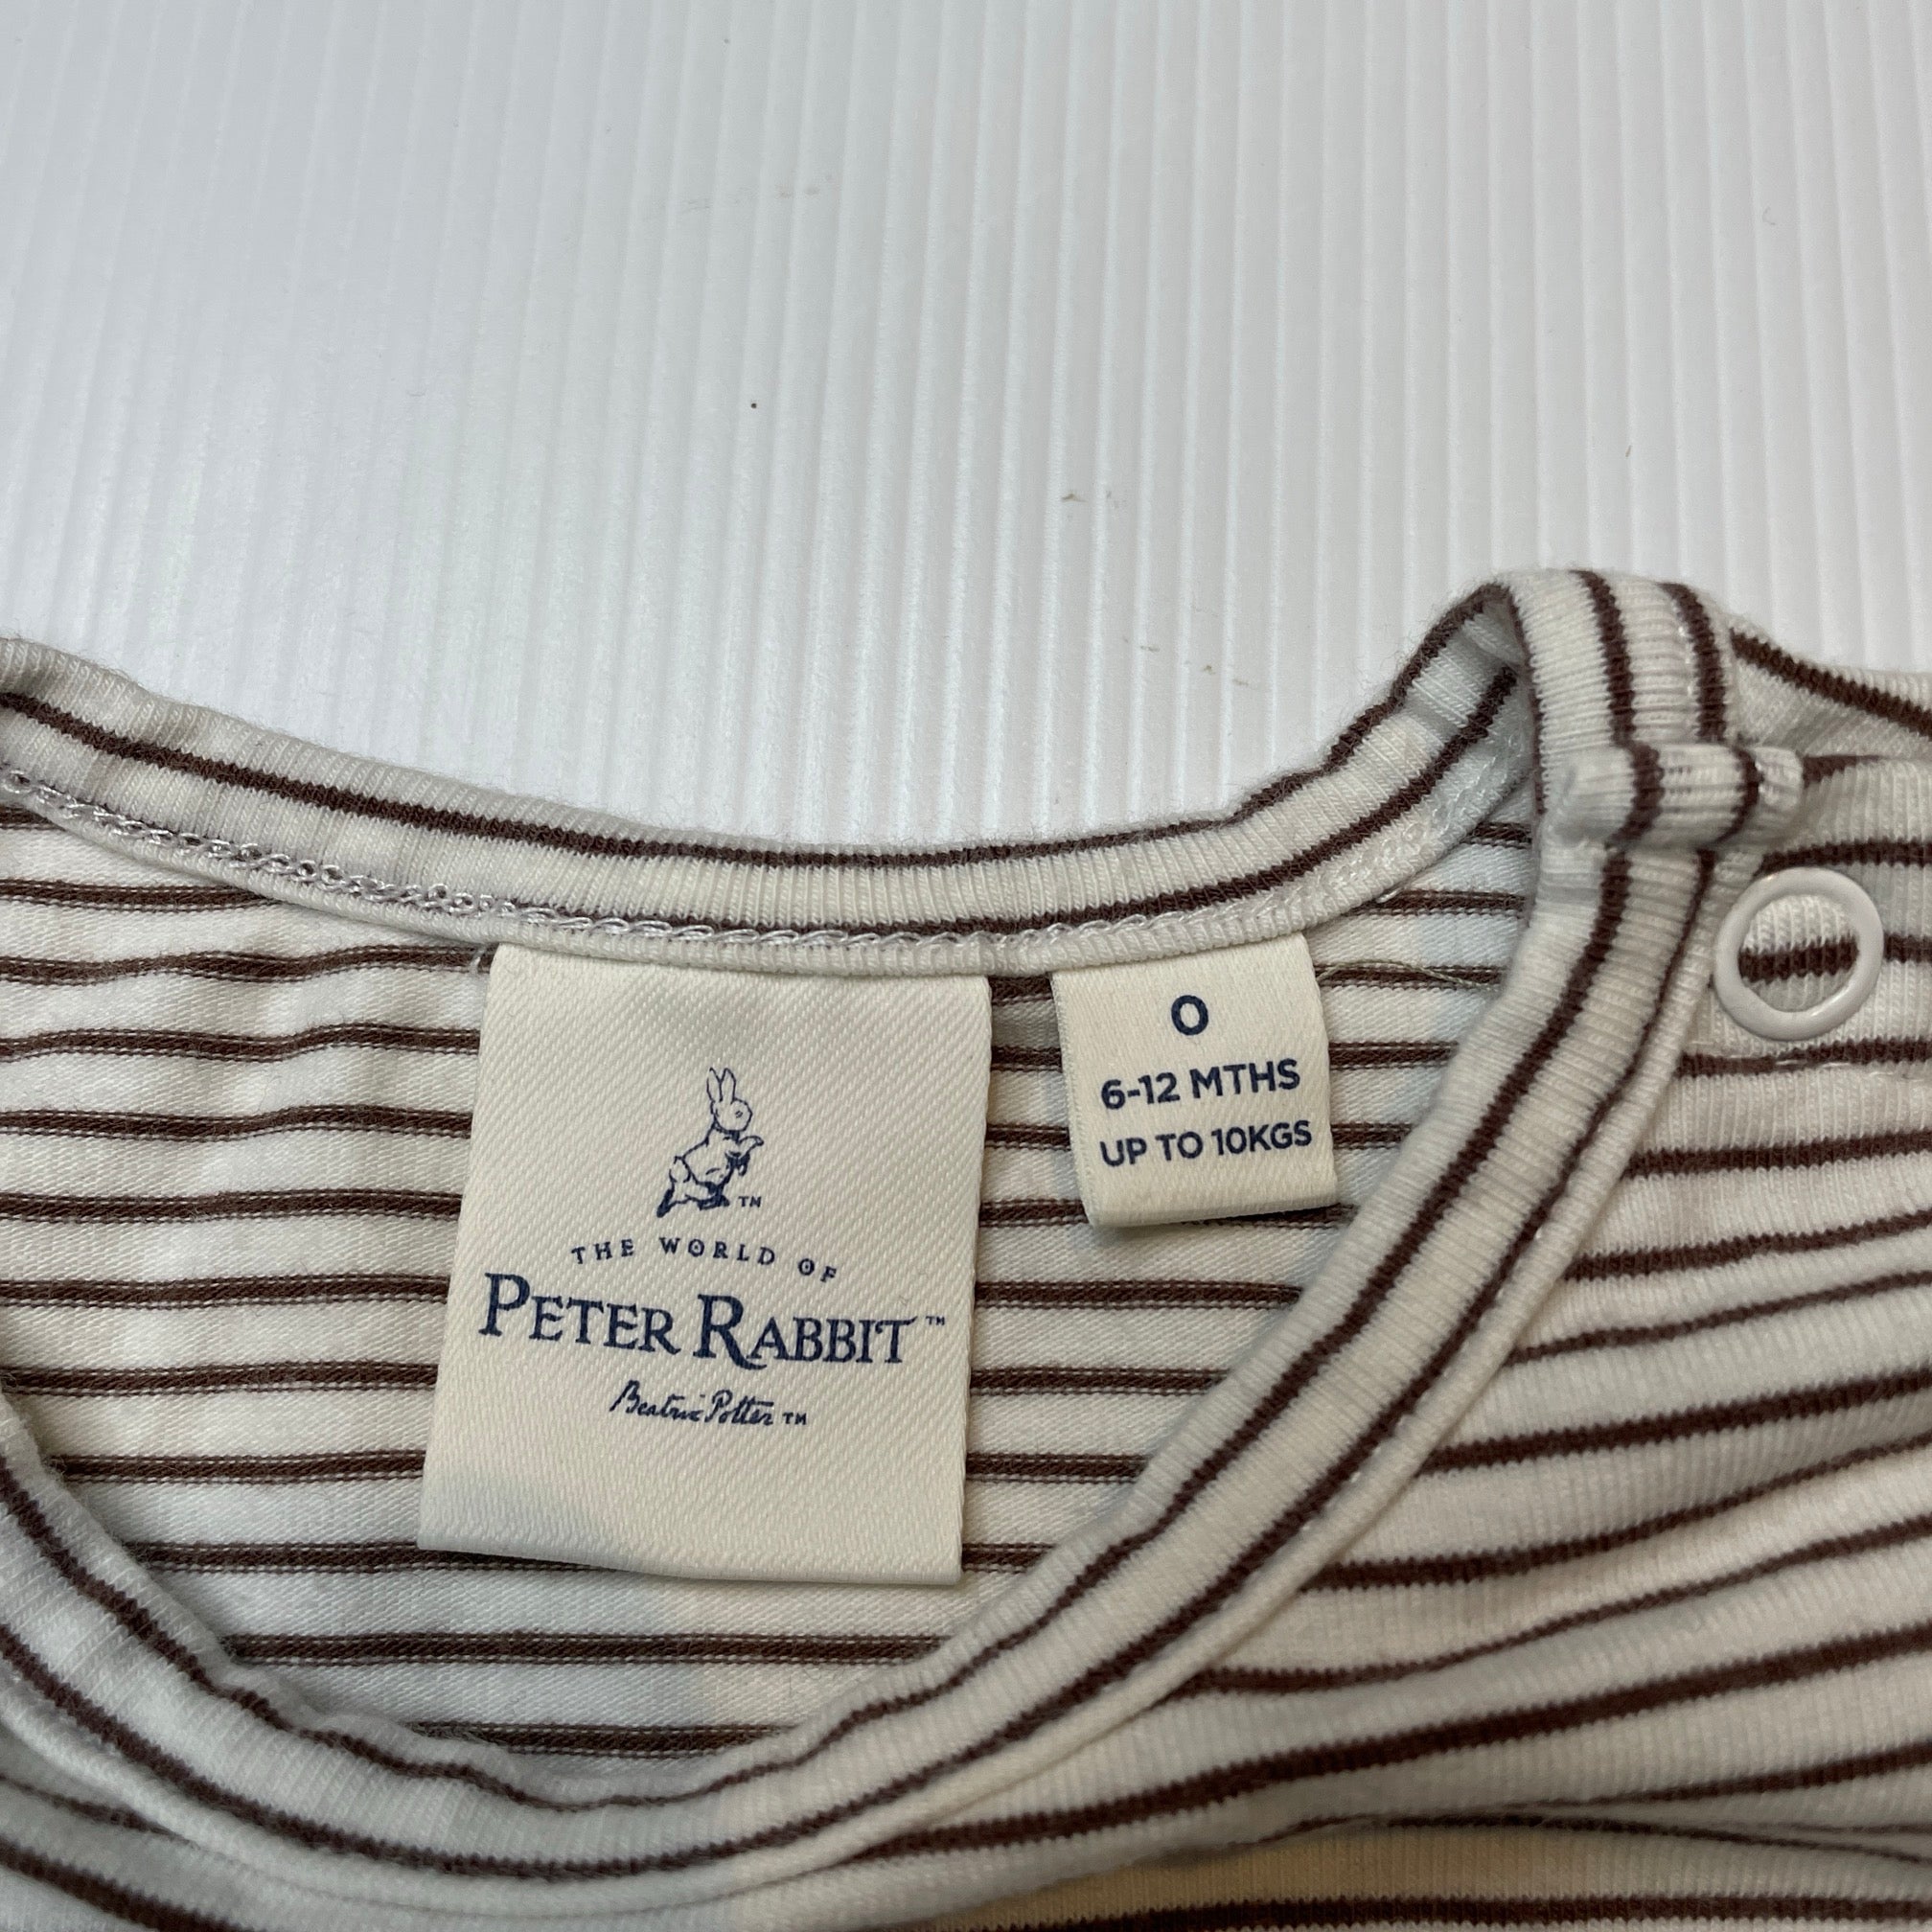 TM
THE WORLD OF
PETER RABBIT™
Beatrix Potter™
0
6-12 MTHS
UP TO 10KGS